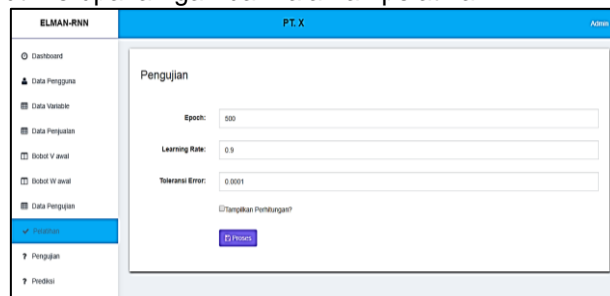 ELMAN-RNN
PT. X
Admin
Dashboard
Data Pengguna
Data Variable
Data Penjualan
Bobot V awal
Bobot W awal
Data Pengujian
Pelatihan
Pengujian
Prediksi
Pengujian
Epoch: 500
Learning Rate: 0.9
Toleransi Error: 0.0001
Tampilkan Perhitungan?
Proses